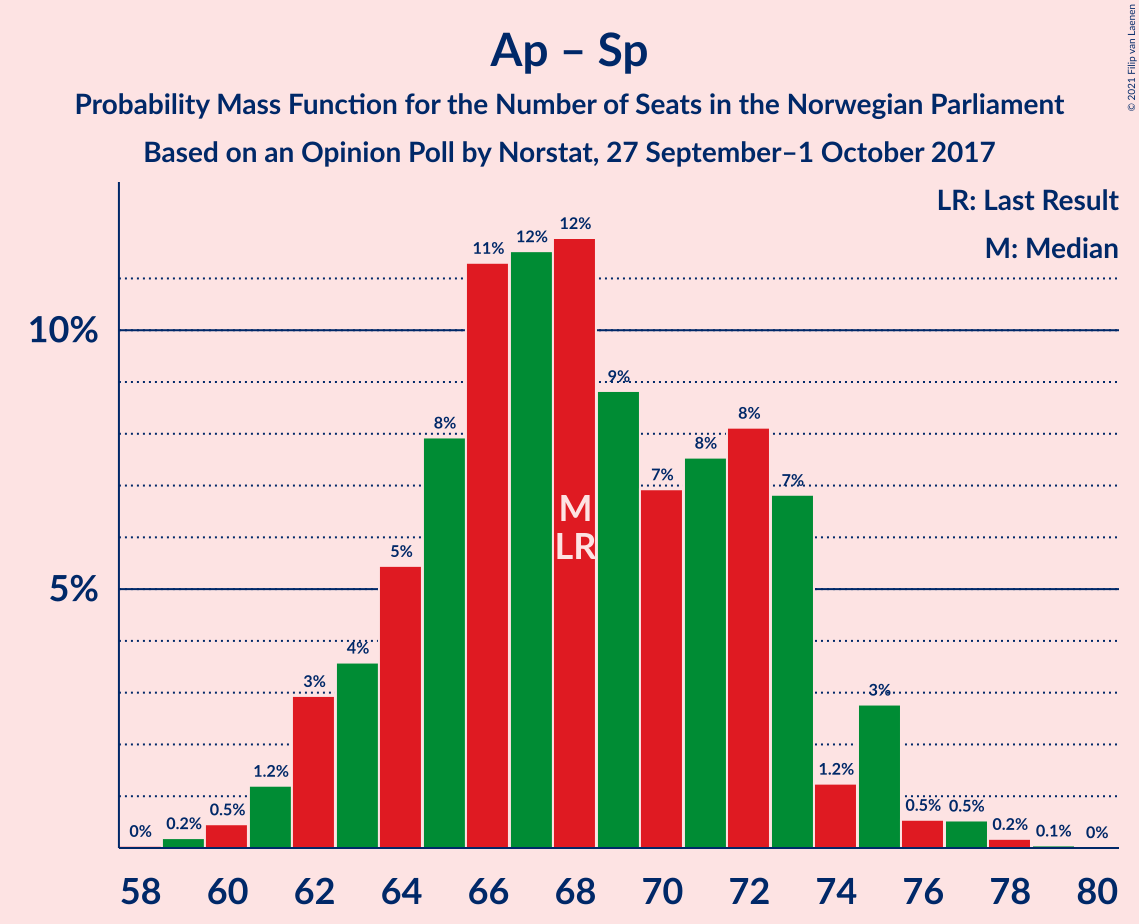 Ap – Sp
Probability Mass Function for the Number of Seats in the Norwegian Parliament
Based on an Opinion Poll by Norstat, 27 September–1 October 2017
© 2021 Filip van Laenen
LR: Last Result
M: Median
10%
5%
0%
0.2%
0.5%
1.2%
3%
4%
5%
8%
11%
12%
12%
9%
7%
8%
8%
7%
1.2%
3%
0.5%
0.5%
0.2%
0.1%
0%
M
LR
58 60 62 64 66 68 70 72 74 76 78 80